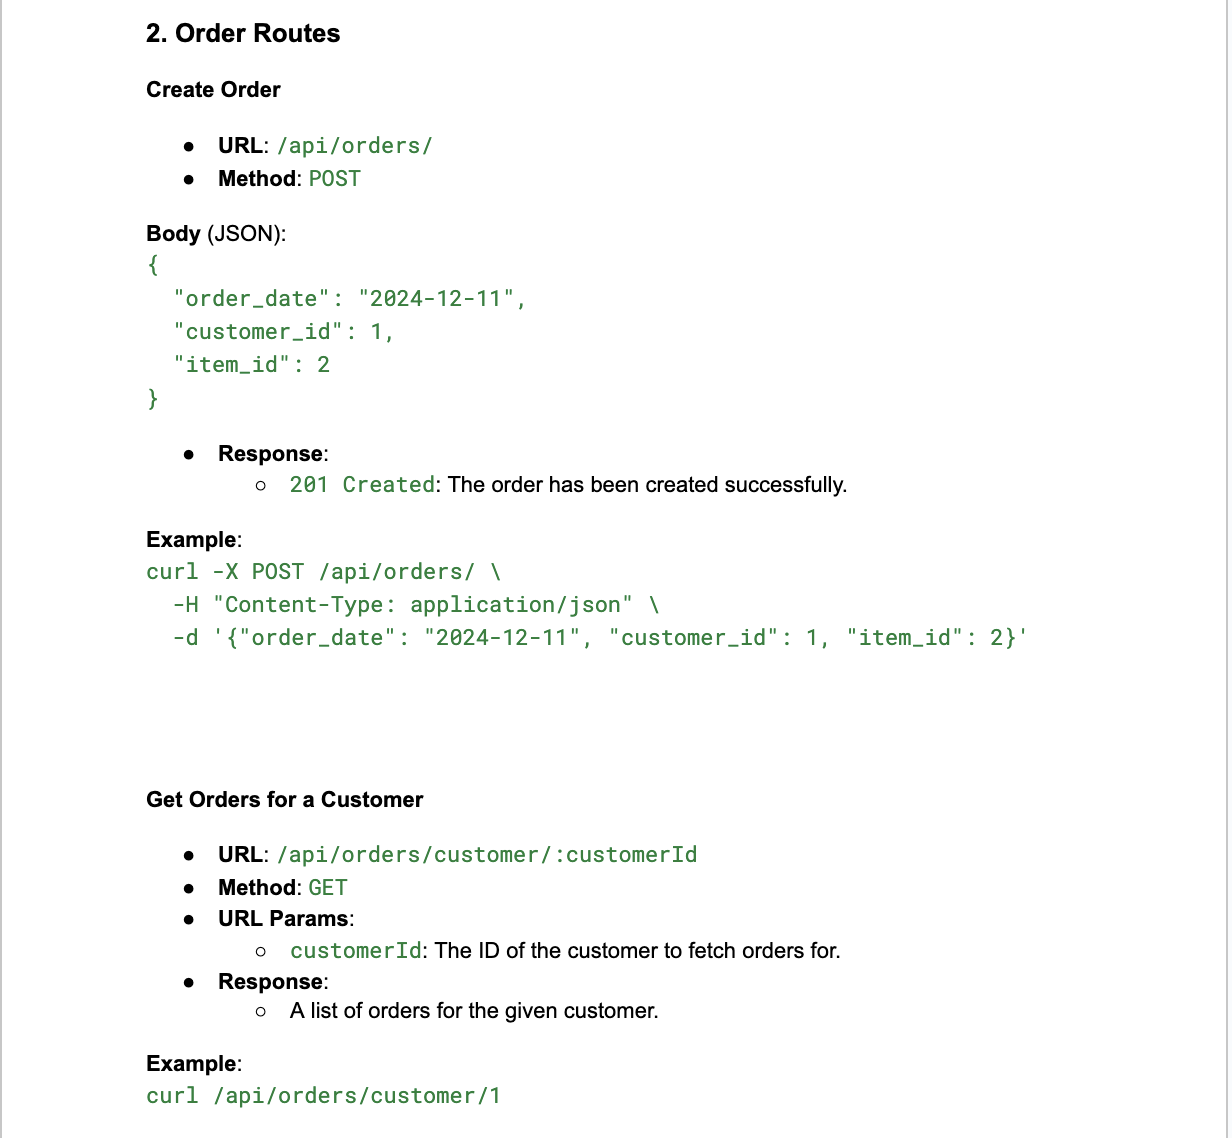 2. Order Routes
Create Order
● URL: /api/orders/
● Method: POST
Body (JSON):
{
  "order_date": "2024-12-11",
  "customer_id": 1,
  "item_id": 2
}
● Response:
○ 201 Created: The order has been created successfully.
Example:
curl -X POST /api/orders/ \
  -H "Content-Type: application/json" \
  -d '{"order_date": "2024-12-11", "customer_id": 1, "item_id": 2}'
Get Orders for a Customer
● URL: /api/orders/customer/:customerId
● Method: GET
● URL Params:
○ customerId: The ID of the customer to fetch orders for.
● Response:
○ A list of orders for the given customer.
Example:
curl /api/orders/customer/1